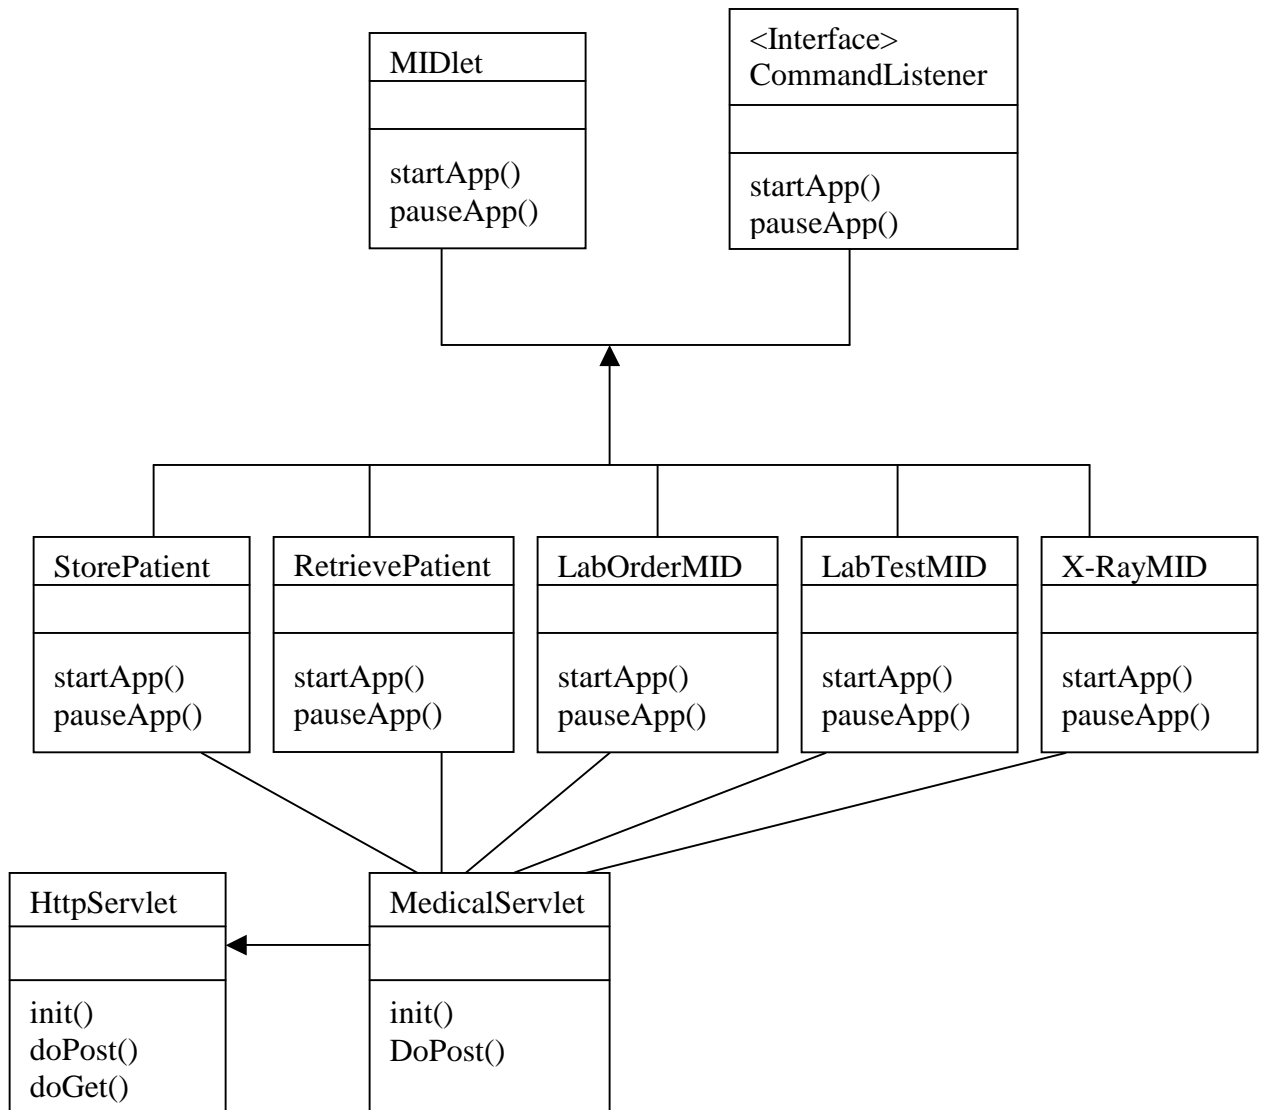 MIDlet
startApp()
pauseApp()
<Interface>
CommandListener
startApp()
pauseApp()
StorePatient
startApp()
pauseApp()
RetrievePatient
startApp()
pauseApp()
LabOrderMID
startApp()
pauseApp()
LabTestMID
startApp()
pauseApp()
X-RayMID
startApp()
pauseApp()
HttpServlet
init()
doPost()
doGet()
MedicalServlet
init()
DoPost()